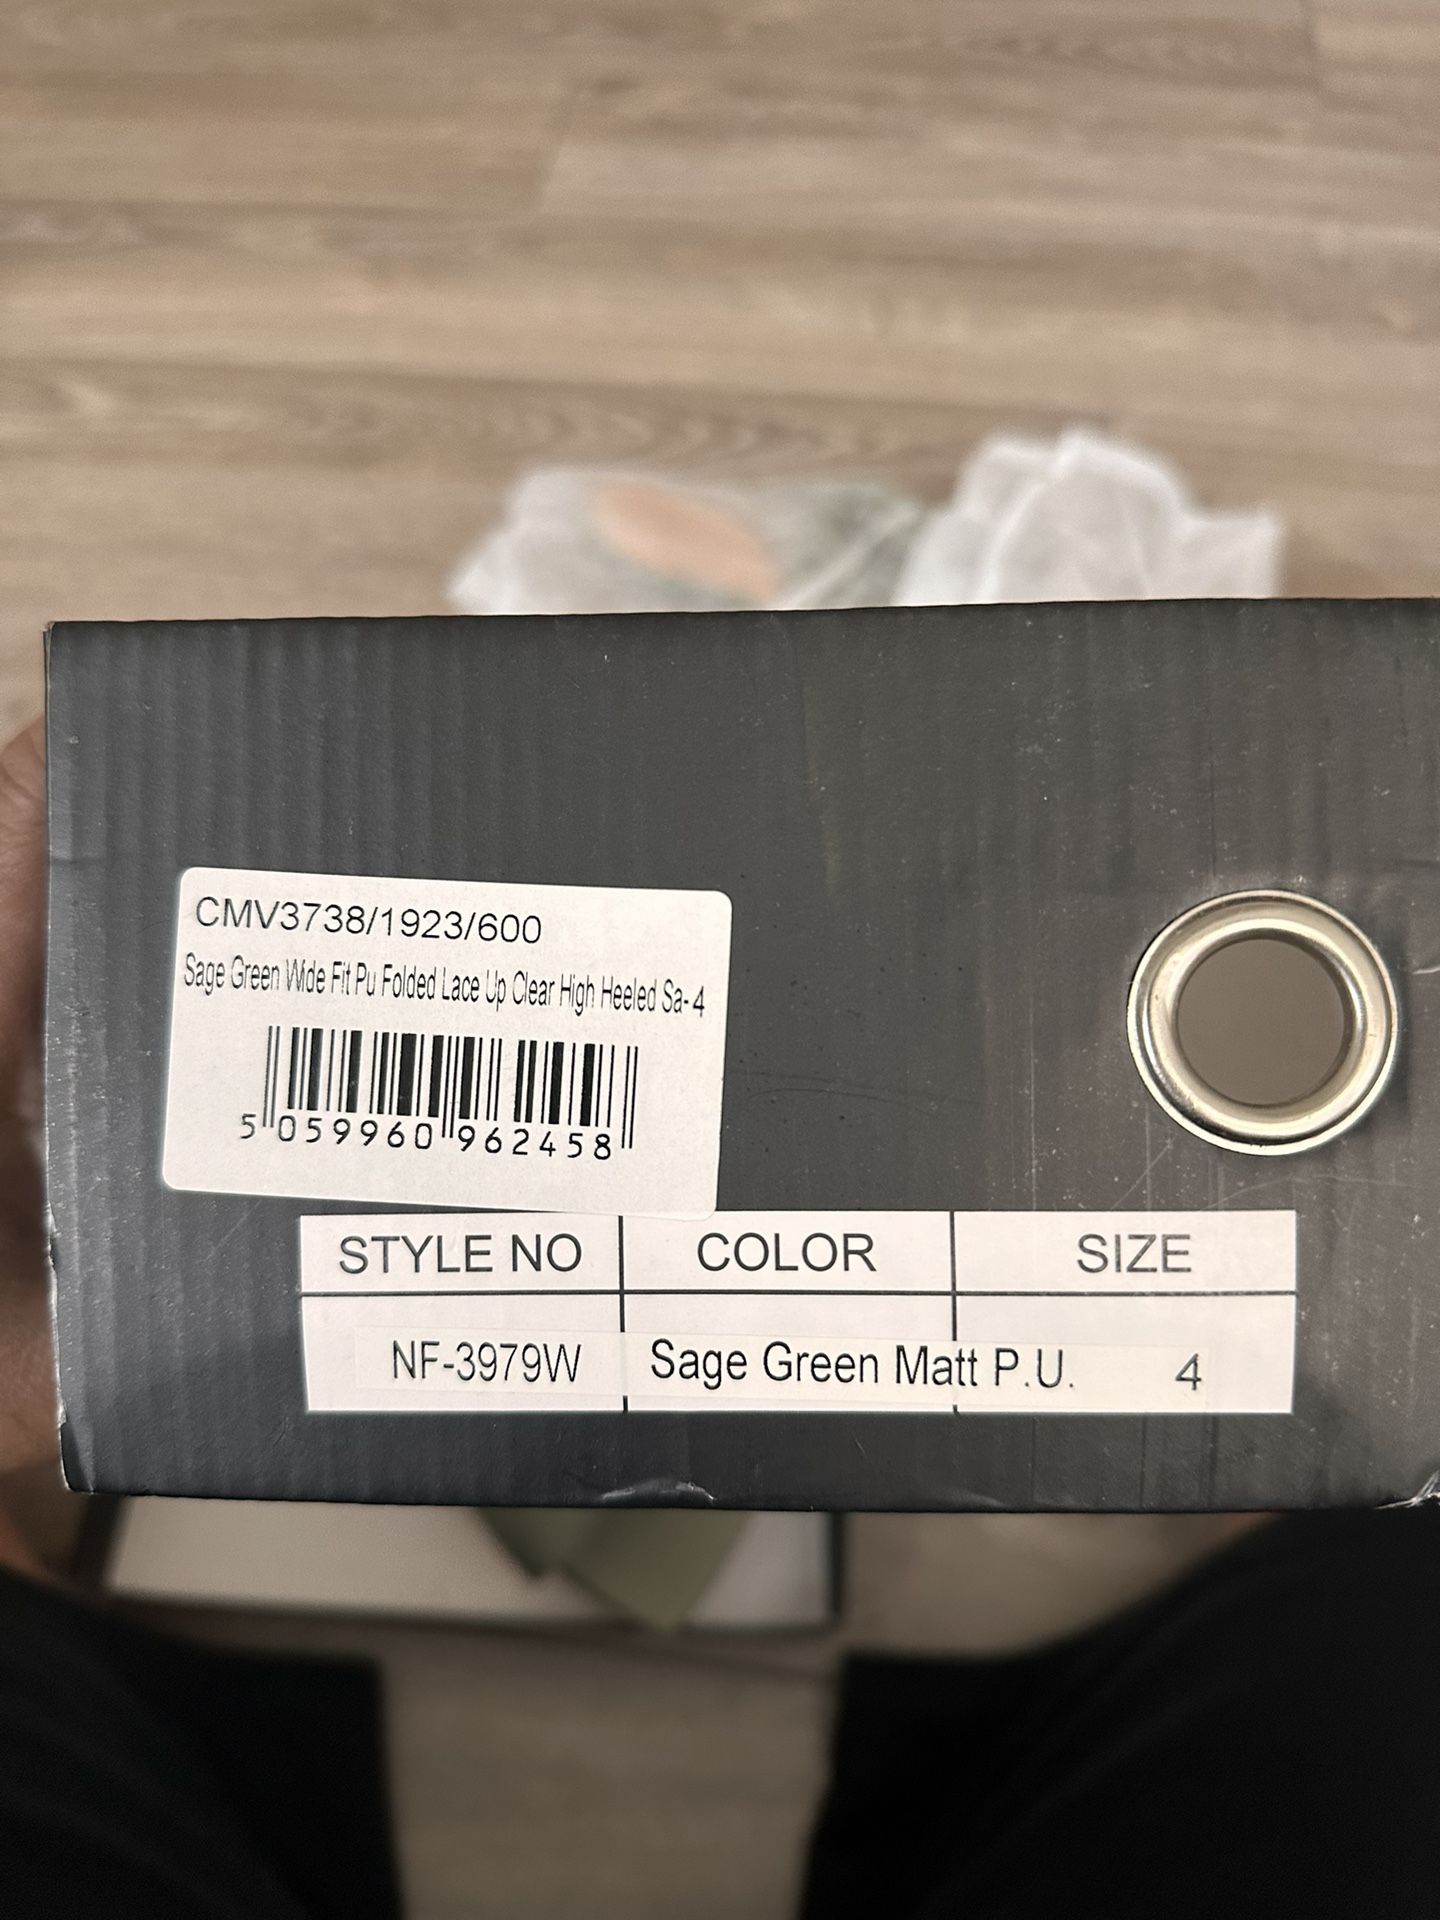 CMV3738/1923/600
Sage Green Wide Fit Pu Folded Lace Up Clear High Heeled Sa- 4
5 059960 962458
STYLE NO COLOR SIZE
NF-3979W Sage Green Matt P.U. 4